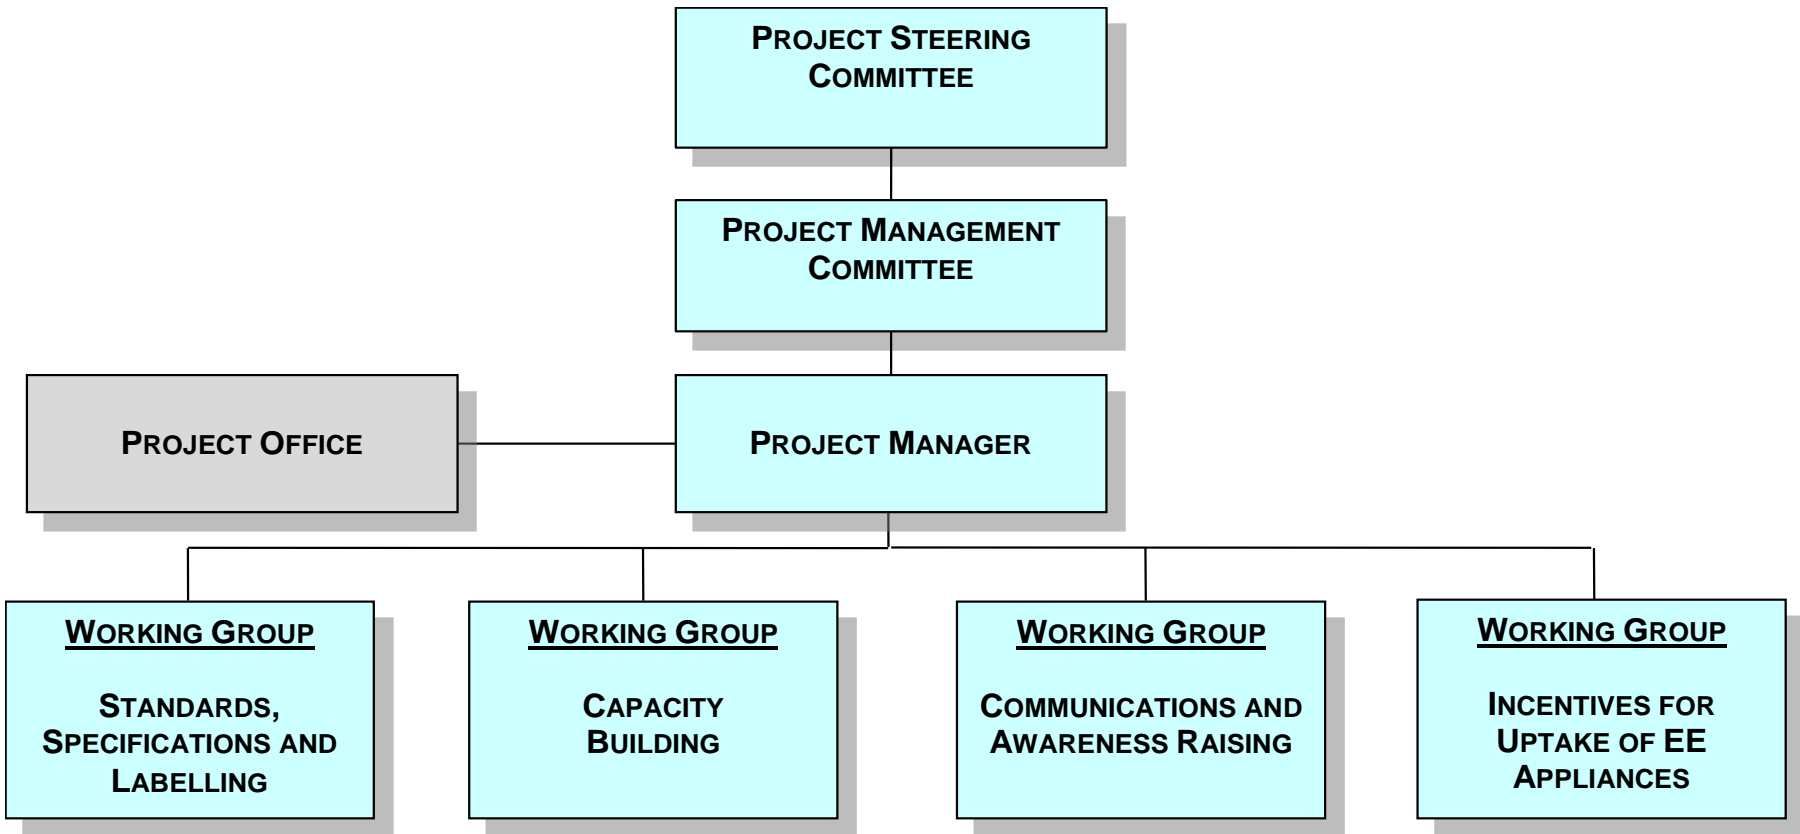 PROJECT STEERING
COMMITTEE
PROJECT MANAGEMENT
COMMITTEE
PROJECT OFFICE
PROJECT MANAGER
WORKING GROUP
STANDARDS,
SPECIFICATIONS AND
LABELLING
WORKING GROUP
CAPACITY
BUILDING
WORKING GROUP
COMMUNICATIONS AND
AWARENESS RAISING
WORKING GROUP
INCENTIVES FOR
UPTAKE OF EE
APPLIANCES